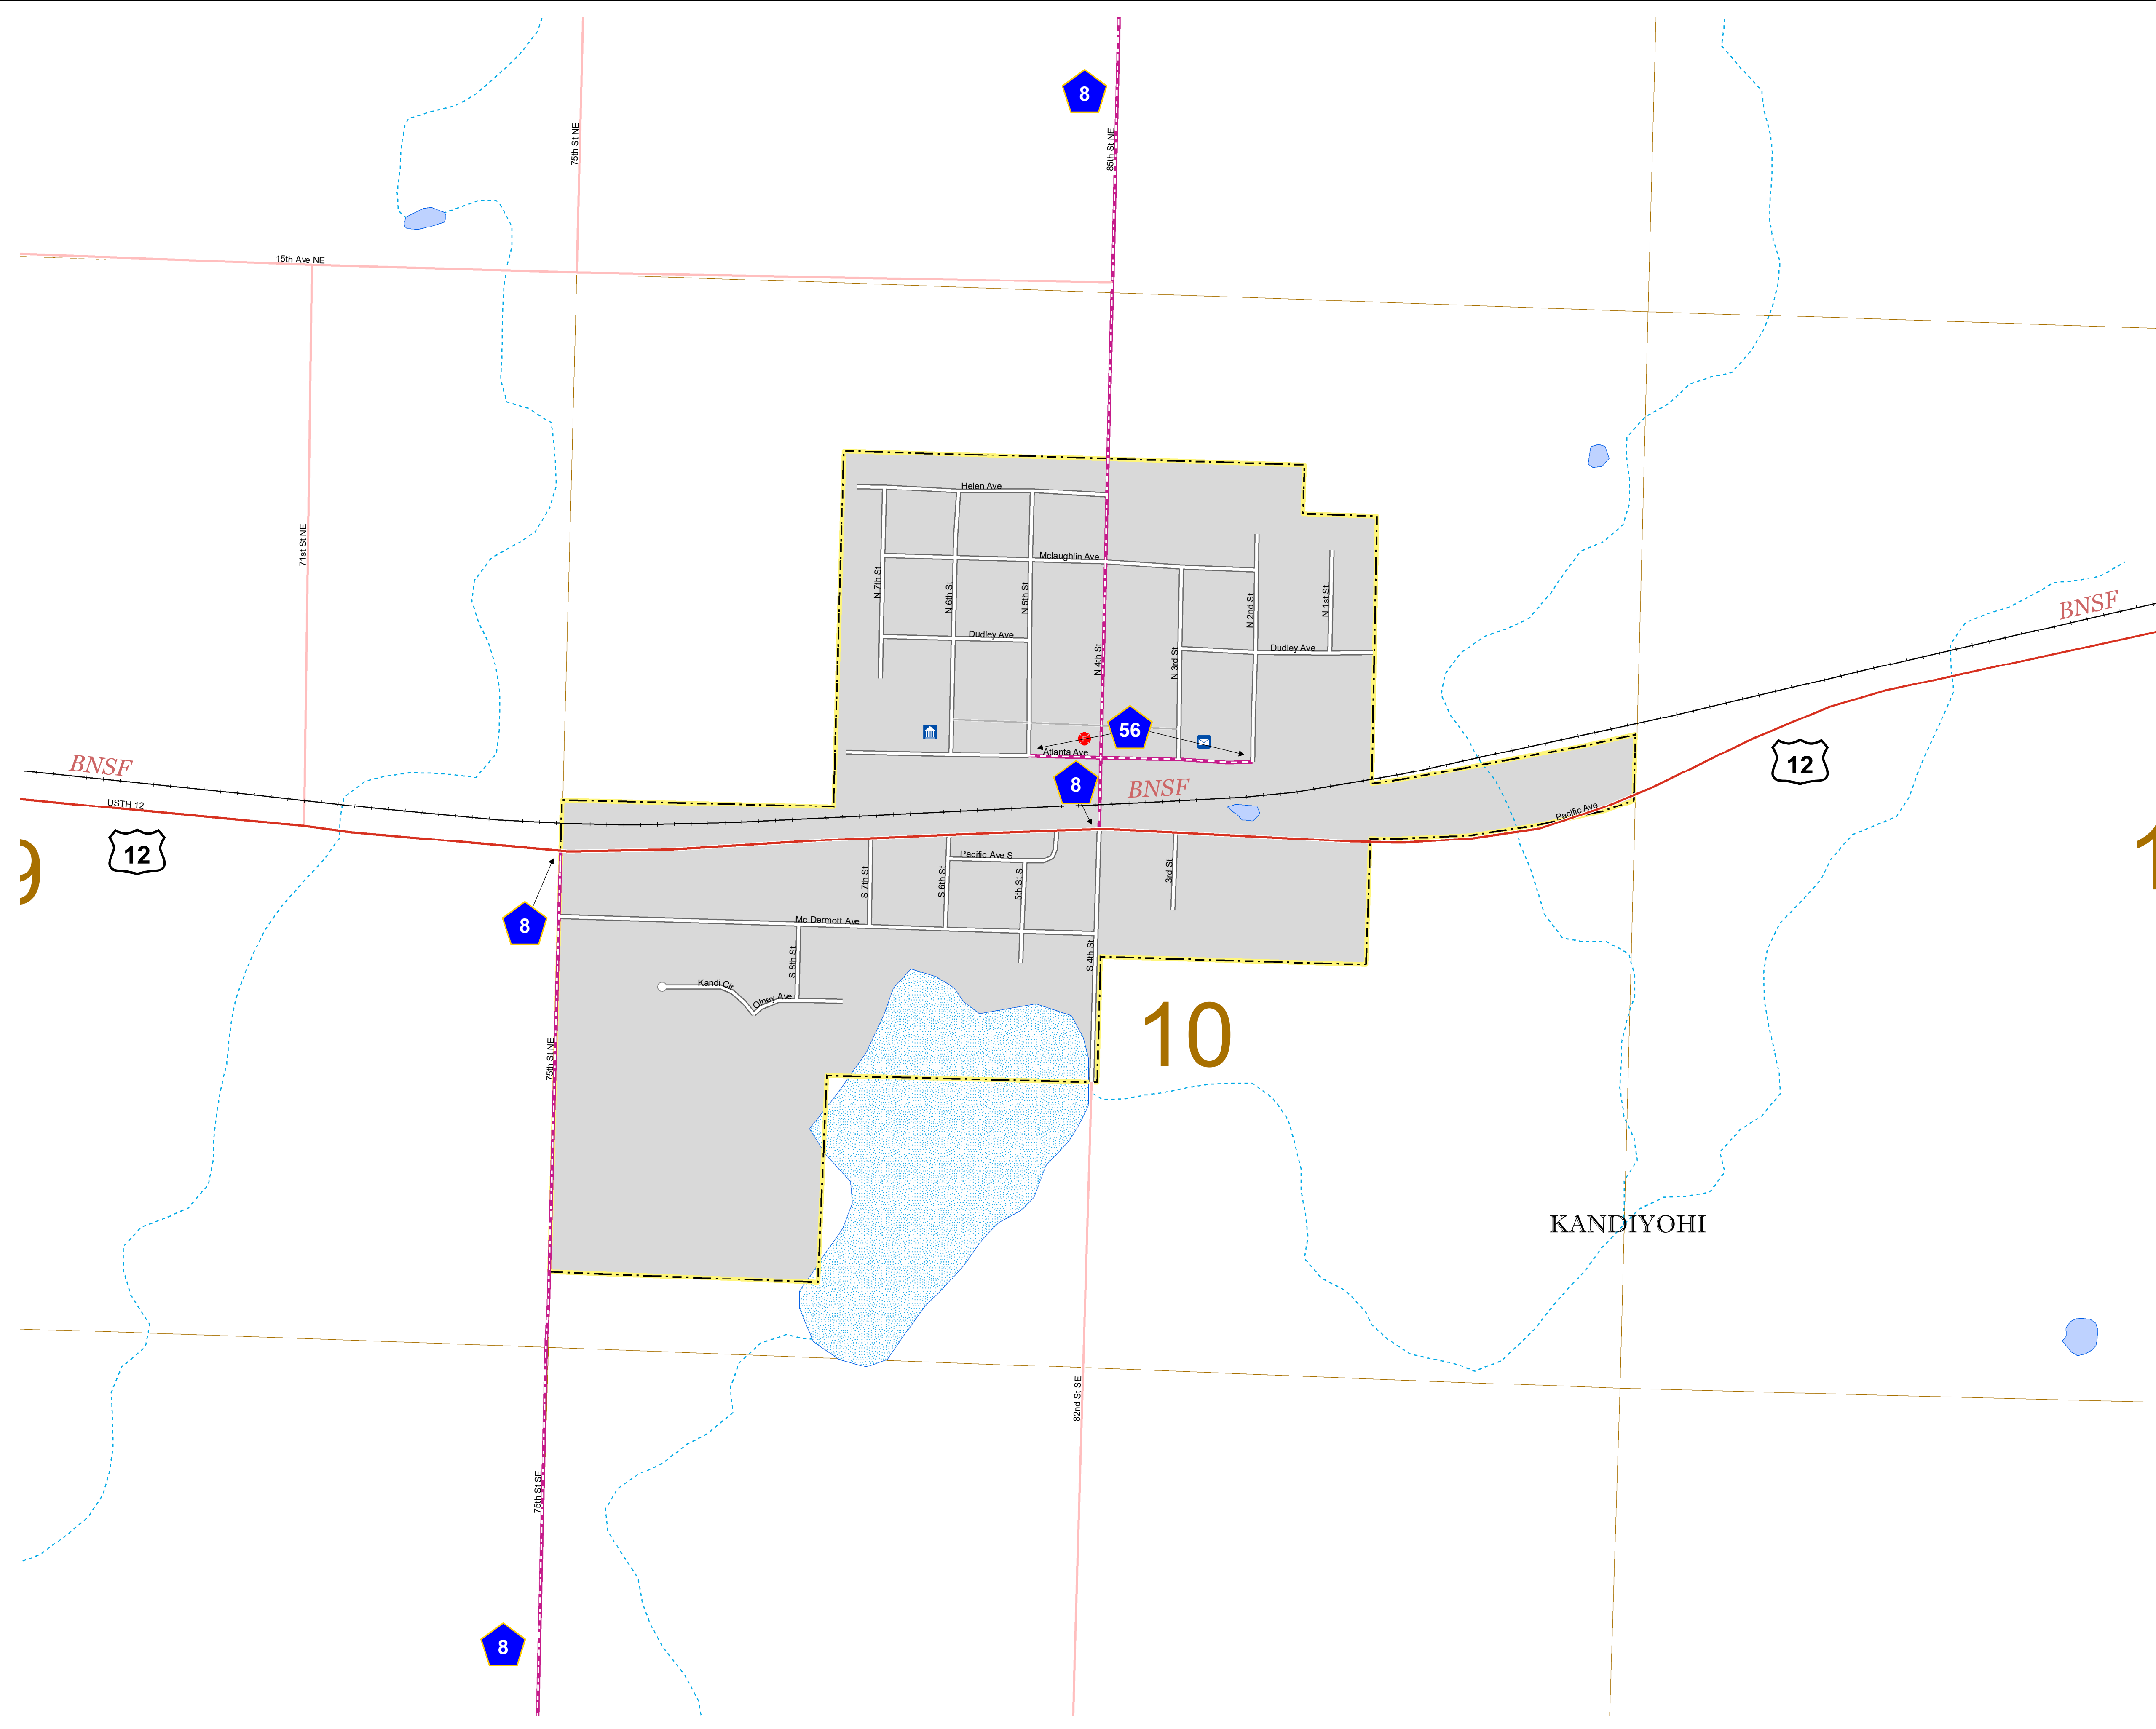 8
75th St NE
85th St NE
15th Ave NE
71st St NE
Helen Ave
Mclaughlin Ave
N 7th St
N 6th St
N 5th St
N 2nd St
N 1st St
BNSF
Dudley Ave
Dudley Ave
N 4th St
N 3rd St
56
Atlanta Ave
BNSF
8
BNSF
12
USTH 12
Pacific Ave
12
9
Pacific Ave S
S 7th St
S 6th St
5th St S
3rd St
1
8
Mc Dermott Ave
S 8th St
S 4th St
Kandi Cir
Olney Ave
10
75th St NE
KANDIYOHI
82nd St SE
75th St SE
8